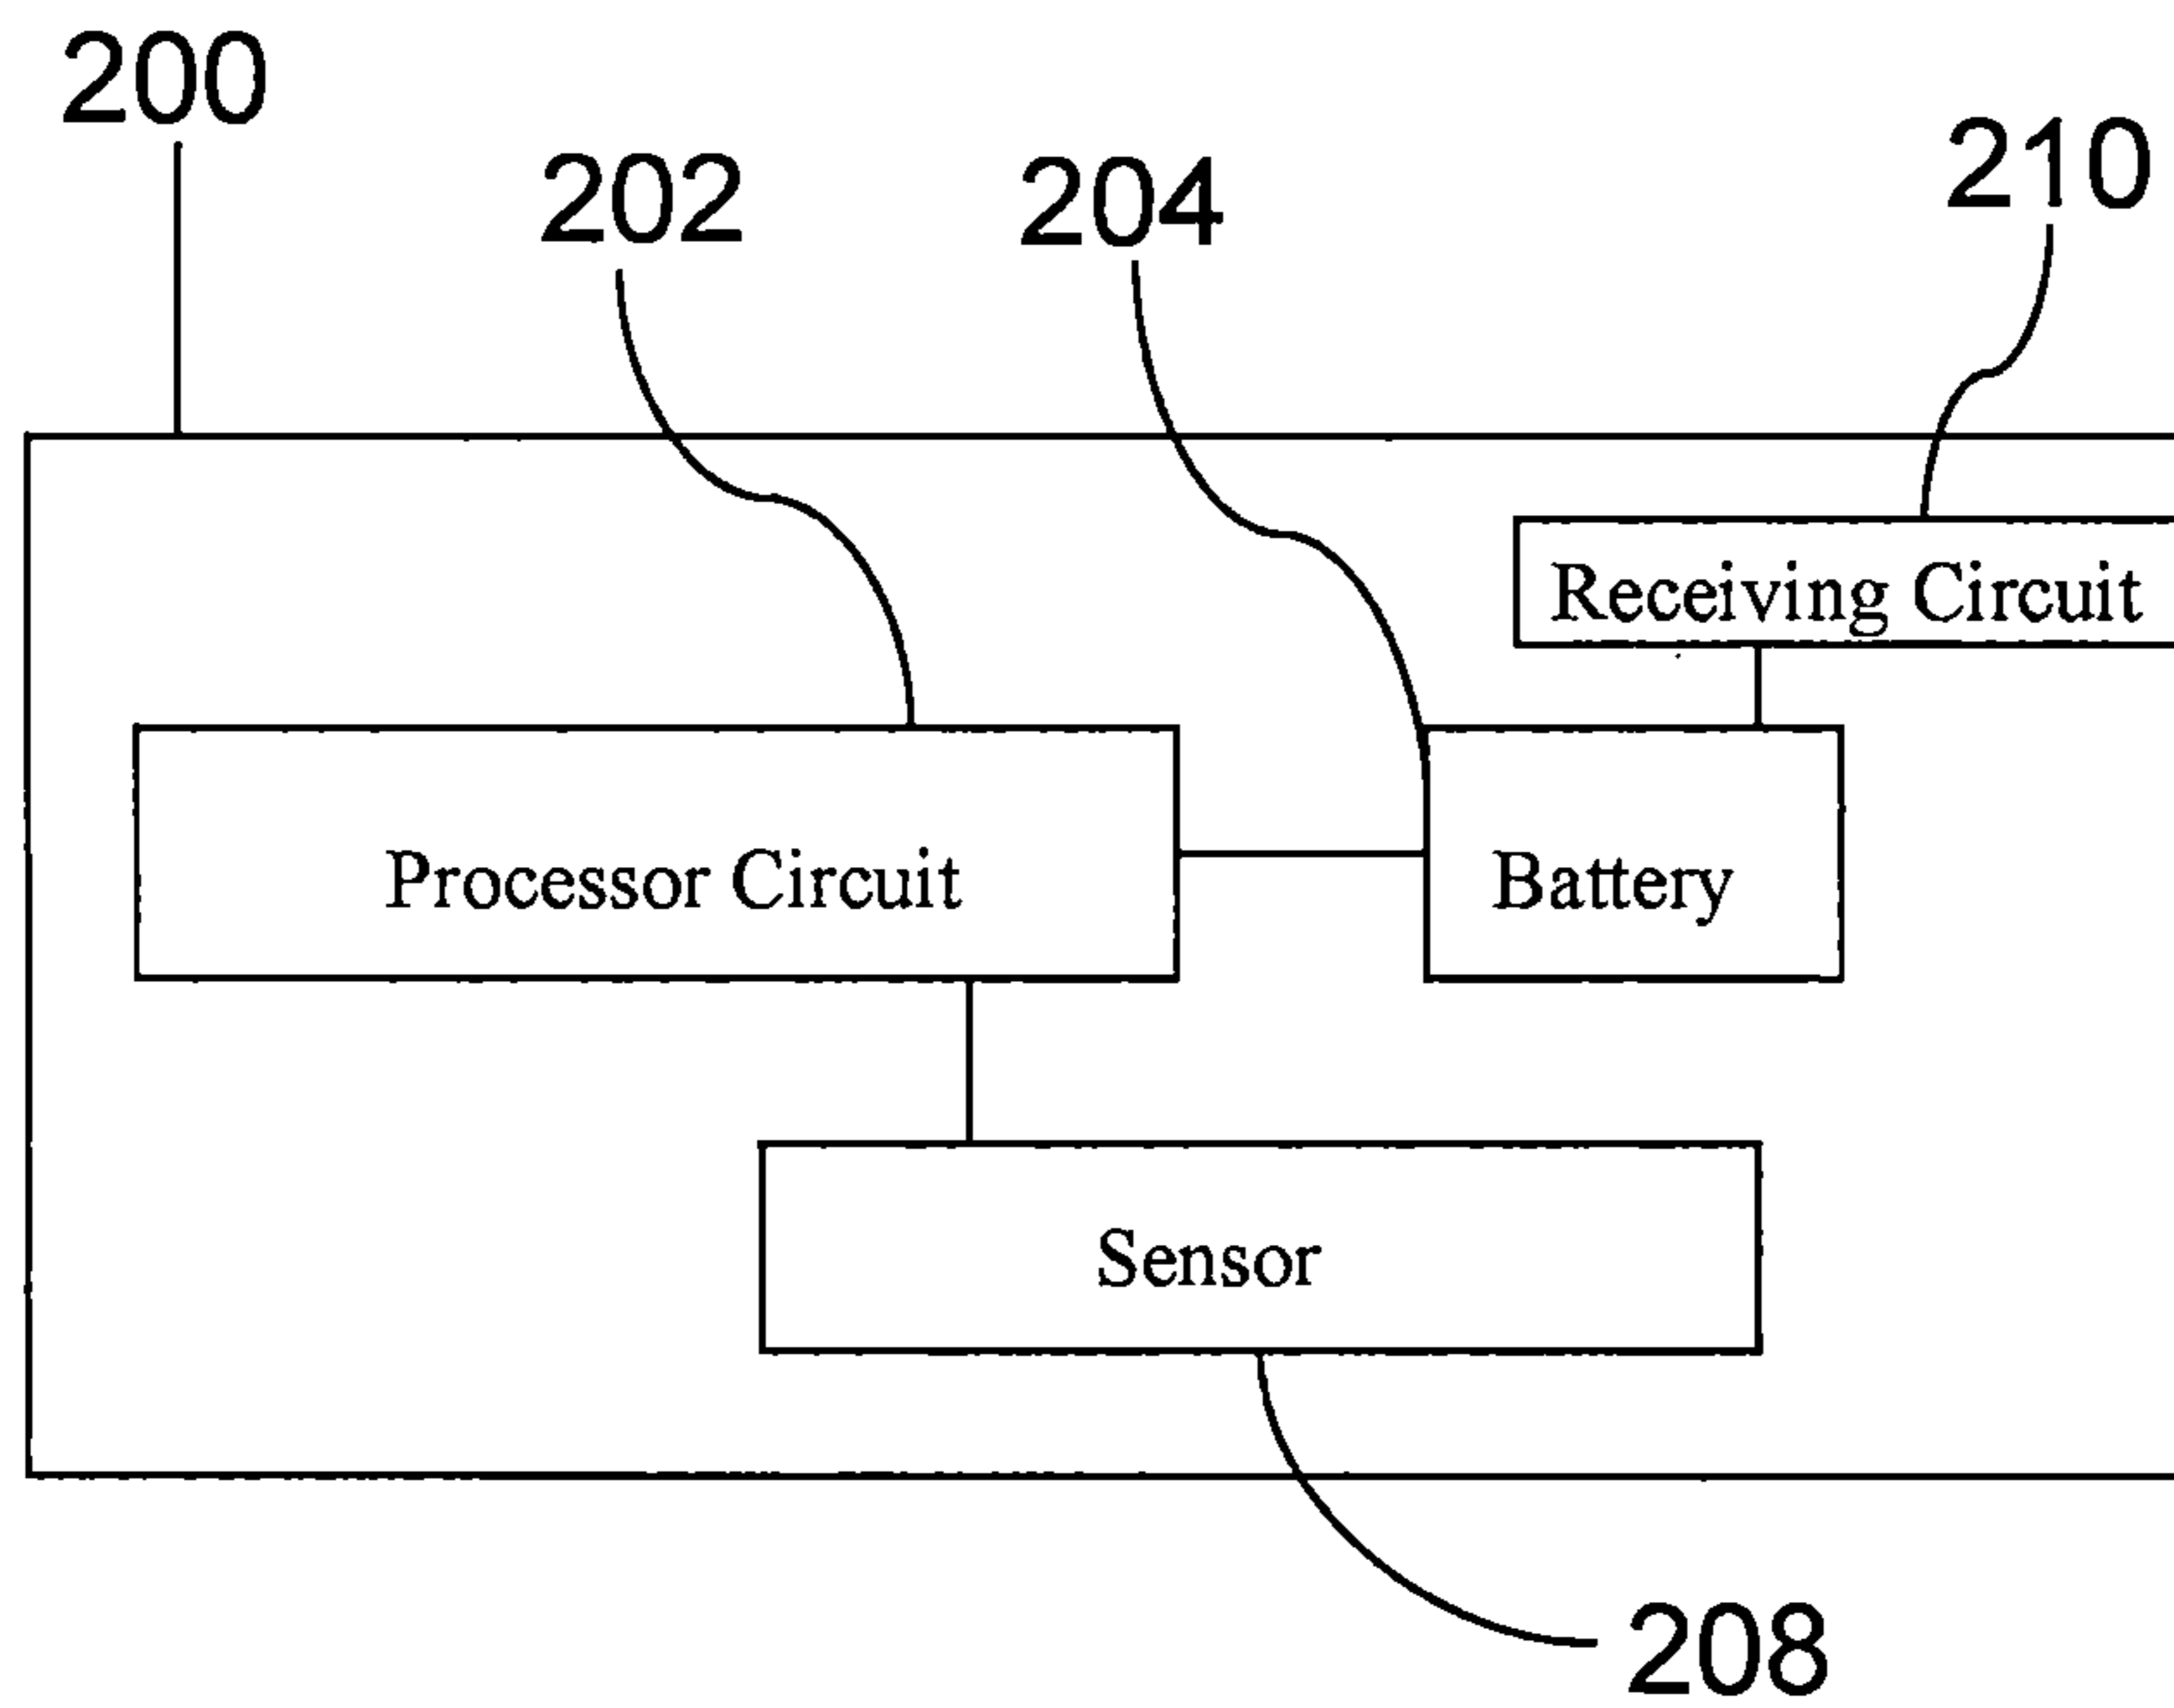 200
202
204
210
Receiving Circuit
Processor Circuit
Battery
Sensor
208